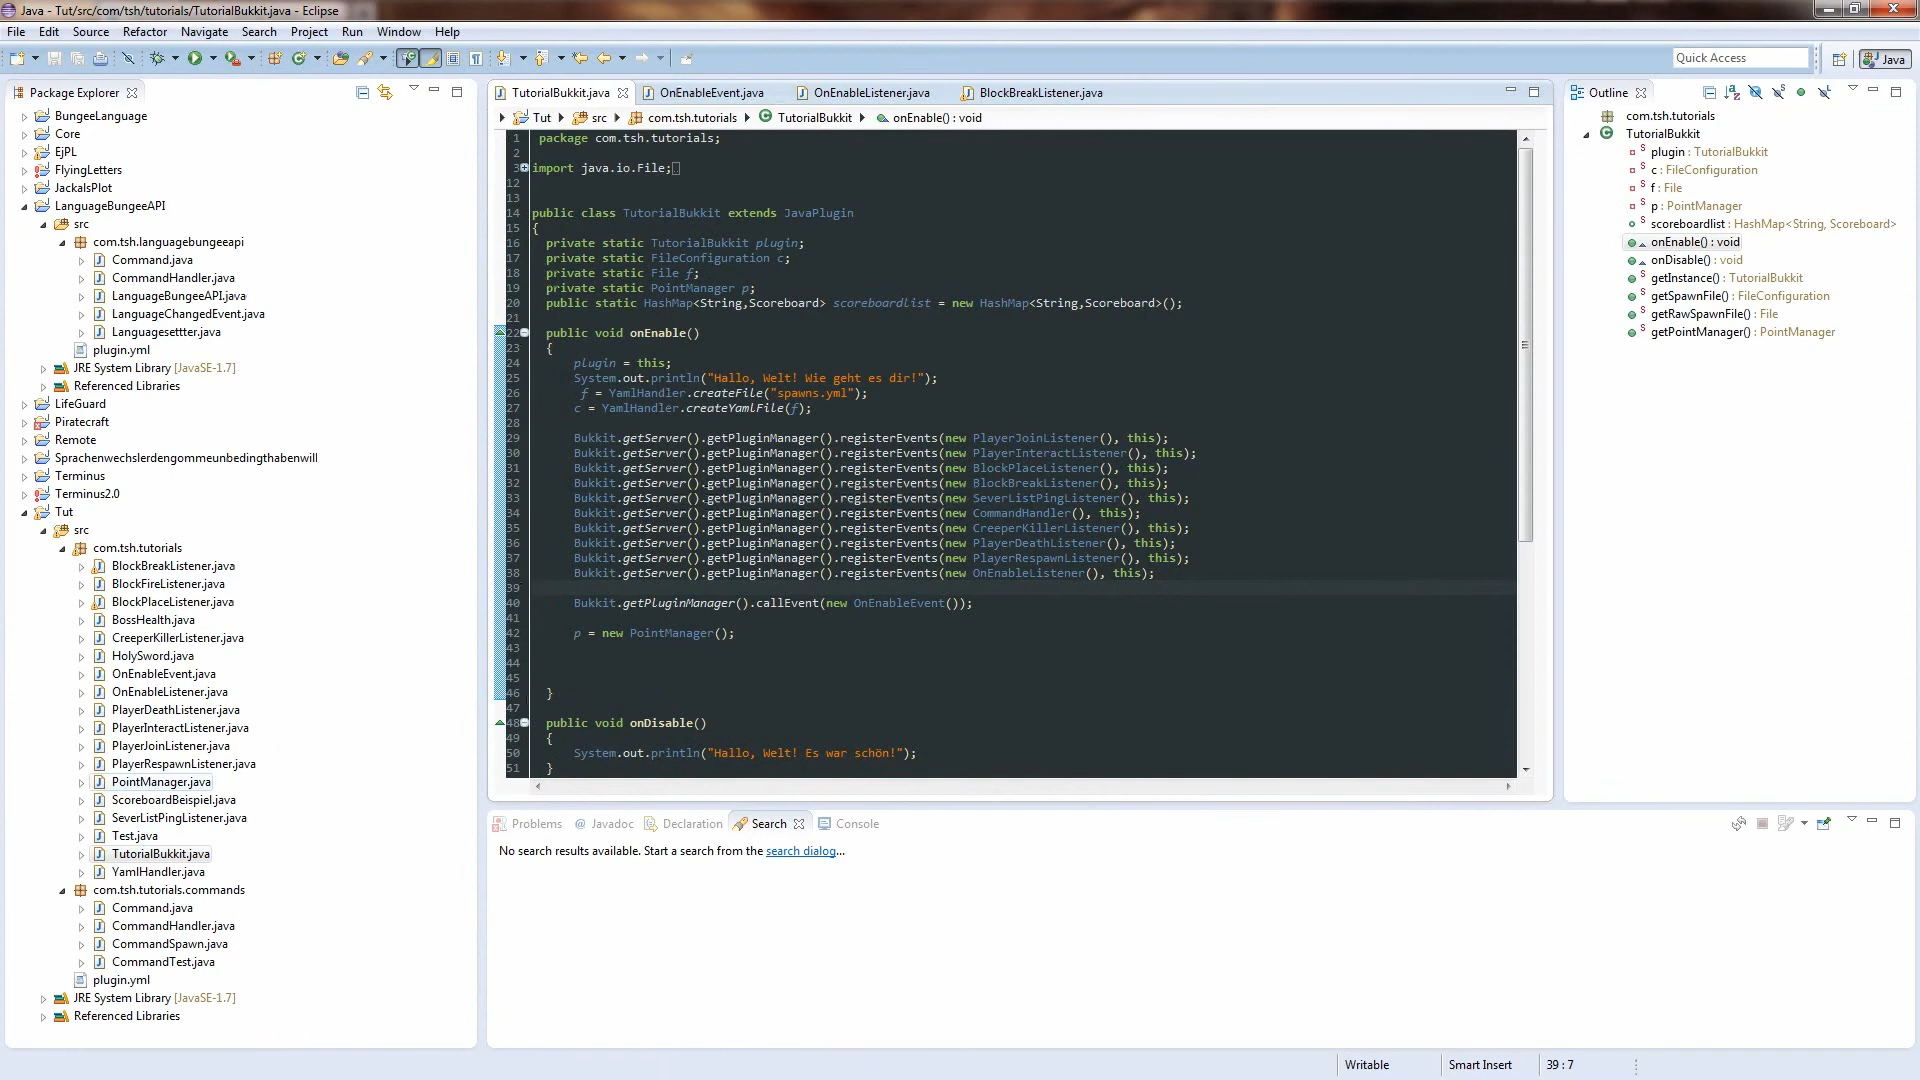 Java - Tut/src/com/tsh/tutorials/TutorialBukkit.java - Eclipse
File Edit Source Refactor Navigate Search Project Run Window Help
Quick Access
Java
Package Explorer
BungeeLanguage
Core
EjPL
FlyingLetters
JackalsPlot
LanguageBungeeAPI
src
com.tsh.languagebungeeapi
Command.java
CommandHandler.java
LanguageBungeeAPI.java
LanguageChangedEvent.java
Languagesettter.java
plugin.yml
JRE System Library [JavaSE-1.7]
Referenced Libraries
LifeGuard
Piratecraft
Remote
Sprachenwechslerdengommeunbedingthabenwill
Terminus
Terminus2.0
Tut
src
com.tsh.tutorials
BlockBreakListener.java
BlockFireListener.java
BlockPlaceListener.java
BossHealth.java
CreeperKillerListener.java
HolySword.java
OnEnableEvent.java
OnEnableListener.java
PlayerDeathListener.java
PlayerInteractListener.java
PlayerJoinListener.java
PlayerRespawnListener.java
PointManager.java
ScoreboardBeispiel.java
SeverListPingListener.java
Test.java
TutorialBukkit.java
YamlHandler.java
com.tsh.tutorials.commands
Command.java
CommandHandler.java
CommandSpawn.java
CommandTest.java
plugin.yml
JRE System Library [JavaSE-1.7]
Referenced Libraries
TutorialBukkit.java OnEnableEvent.java OnEnableListener.java BlockBreakListener.java
Tut src com.tsh.tutorials TutorialBukkit onEnable() : void
1 package com.tsh.tutorials;
2
3 import java.io.File;
12
13
14 public class TutorialBukkit extends JavaPlugin
15 {
16 private static TutorialBukkit plugin;
17 private static FileConfiguration c;
18 private static File f;
19 private static PointManager p;
20 public static HashMap<String,Scoreboard> scoreboardlist = new HashMap<String,Scoreboard>();
21
22 public void onEnable()
23 {
24 plugin = this;
25 System.out.println("Hallo, Welt! Wie geht es dir!");
26 f = YamlHandler.createFile("spawns.yml");
27 c = YamlHandler.createYamlFile(f);
28
29 Bukkit.getServer().getPluginManager().registerEvents(new PlayerJoinListener(), this);
30 Bukkit.getServer().getPluginManager().registerEvents(new PlayerInteractListener(), this);
31 Bukkit.getServer().getPluginManager().registerEvents(new BlockPlaceListener(), this);
32 Bukkit.getServer().getPluginManager().registerEvents(new BlockBreakListener(), this);
33 Bukkit.getServer().getPluginManager().registerEvents(new SeverListPingListener(), this);
34 Bukkit.getServer().getPluginManager().registerEvents(new CommandHandler(), this);
35 Bukkit.getServer().getPluginManager().registerEvents(new CreeperKillerListener(), this);
36 Bukkit.getServer().getPluginManager().registerEvents(new PlayerDeathListener(), this);
37 Bukkit.getServer().getPluginManager().registerEvents(new PlayerRespawnListener(), this);
38 Bukkit.getServer().getPluginManager().registerEvents(new OnEnableListener(), this);
39
40 Bukkit.getPluginManager().callEvent(new OnEnableEvent());
41
42 p = new PointManager();
43
44
45
46 }
47
48 public void onDisable()
49 {
50 System.out.println("Hallo, Welt! Es war schön!");
51 }
Outline
com.tsh.tutorials
TutorialBukkit
plugin : TutorialBukkit
c : FileConfiguration
f : File
p : PointManager
scoreboardlist : HashMap<String, Scoreboard>
onEnable() : void
onDisable() : void
getInstance() : TutorialBukkit
getSpawnFile() : FileConfiguration
getRawSpawnFile() : File
getPointManager() : PointManager
Problems @ Javadoc Declaration Search Console
No search results available. Start a search from the search dialog...
Writable Smart Insert 39 : 7